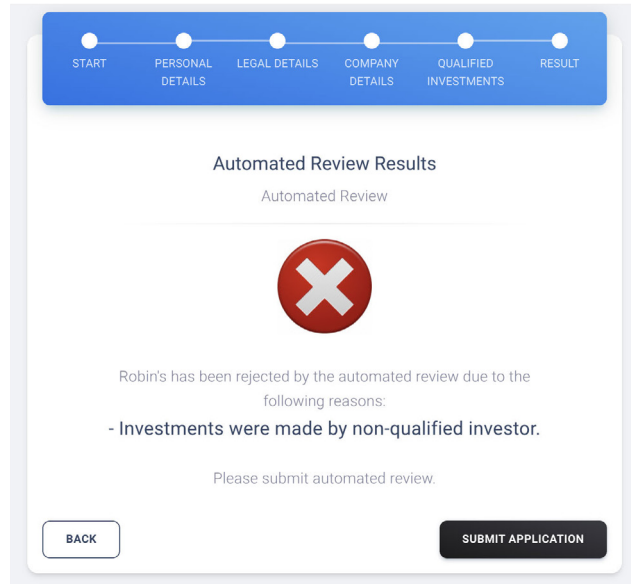 START
PERSONAL DETAILS
LEGAL DETAILS
COMPANY DETAILS
QUALIFIED INVESTMENTS
RESULT
Automated Review Results
Automated Review
Robin's has been rejected by the automated review due to the
following reasons:
- Investments were made by non-qualified investor.
Please submit automated review.
BACK
SUBMIT APPLICATION